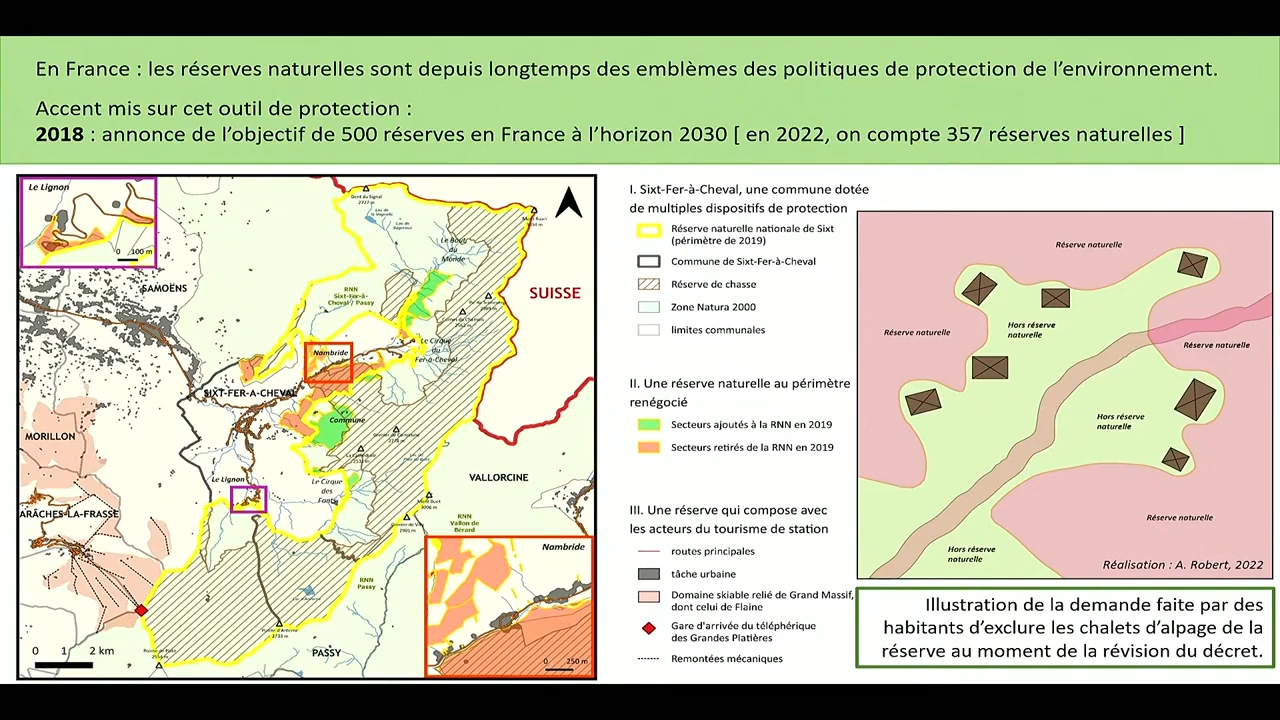 En France : les réserves naturelles sont depuis longtemps des emblèmes des politiques de protection de l’environnement.
Accent mis sur cet outil de protection :
2018 : annonce de l’objectif de 500 réserves en France à l’horizon 2030 [ en 2022, on compte 357 réserves naturelles ]
Le Lignon
0 100 m
SAMOËNS
SUISSE
Le Bout du Monde
RNN
Sixt-Fer-à-
Cheval / Passy
Nambride
Le Cirque
du
Fer-à-Cheval
SIXT-FER-A-CHEVAL
Commune
MORILLON
Le Lignon
Le Cirque
des
Fonts
VALLORCINE
ARÂCHES-LA-FRASSE
Mont Buet
RNN
Vallon de
Bérard
RNN
Passy
Nambride
PASSY
0 1 2 km
0 250 m
I. Sixt-Fer-à-Cheval, une commune dotée
de multiples dispositifs de protection
Réserve naturelle nationale de Sixt
(périmètre de 2019)
Commune de Sixt-Fer-à-Cheval
Réserve de chasse
Zone Natura 2000
limites communales
II. Une réserve naturelle au périmètre
renégocié
Secteurs ajoutés à la RNN en 2019
Secteurs retirés de la RNN en 2019
III. Une réserve qui compose avec
les acteurs du tourisme de station
routes principales
tâche urbaine
Domaine skiable relié de Grand Massif,
dont celui de Flaine
Gare d'arrivée du téléphérique
des Grandes Platières
Remontées mécaniques
Réserve naturelle
Réserve naturelle
Hors réserve
naturelle
Réserve naturelle
Hors réserve
naturelle
Réserve naturelle
Hors réserve
naturelle
Réalisation : A. Robert, 2022
Illustration de la demande faite par des
habitants d’exclure les chalets d’alpage de la
réserve au moment de la révision du décret.